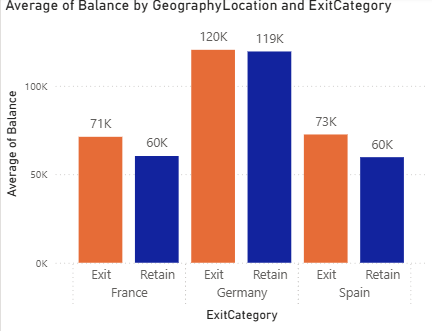 Average of Balance by GeographyLocation and ExitCategory
120K
119K
100K
71K
73K
60K
60K
50K
0K
Average of Balance
Exit Retain Exit Retain Exit Retain
France Germany Spain
ExitCategory